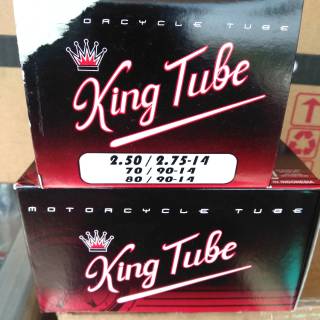 MOTORCYCLE TUBE
King Tube
2.50 / 2.75-14
70 / 90-14
80 / 90-14
MOTORCYCLE TUBE
King Tube